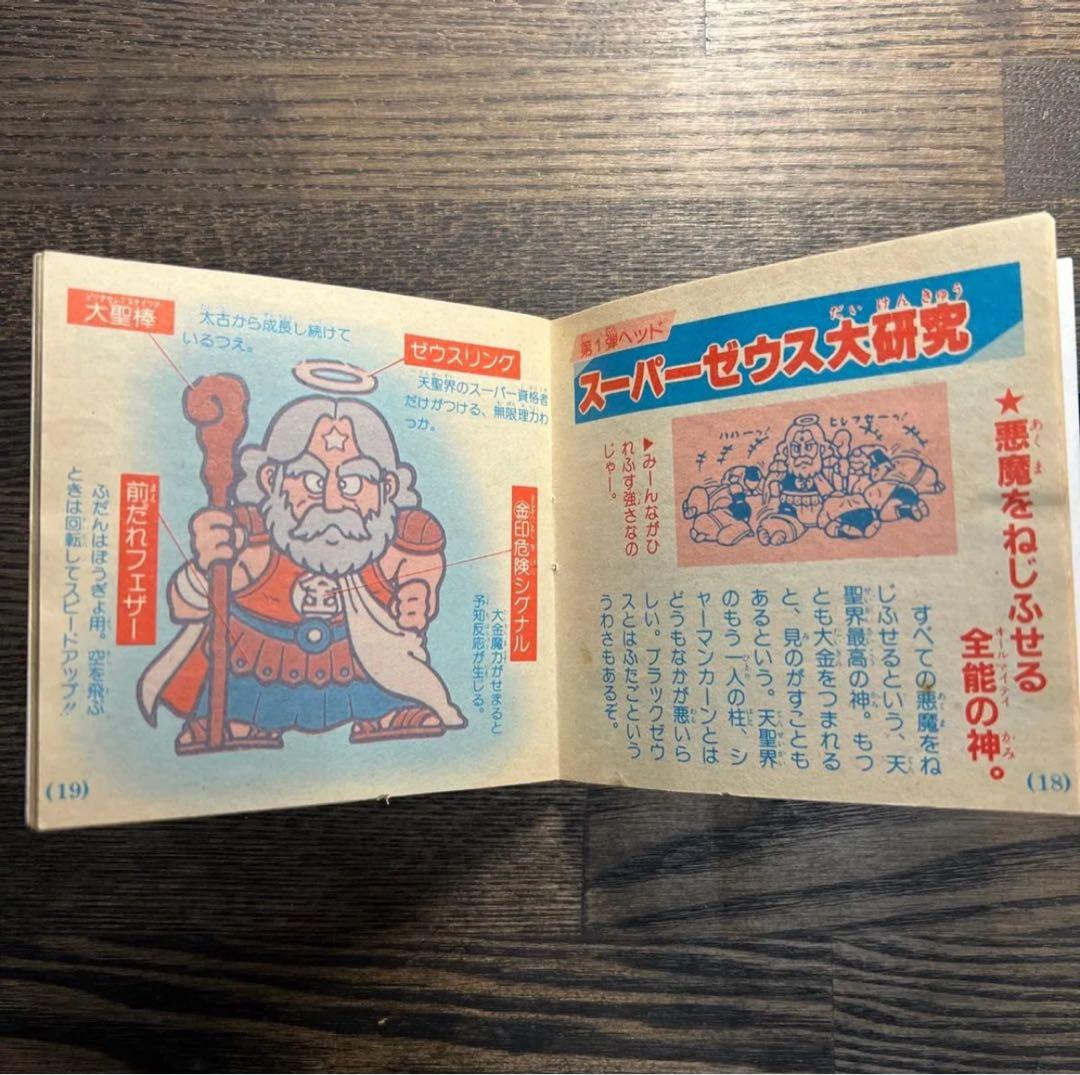 第1弾ヘッド
スーパーゼウス大研究
★悪魔をねじふせる
全能の神。
ハハーっ!
ヒレフセーっ!
▶みーんながひ
れふす強さなの
じゃー。
すべての悪魔をね
じふせるという、天
聖界最高の神。もっ
とも大金をつまれる
と、見のがすことも
あるという。天聖界
のもう一人の柱、シ
ャーマンカーンとは
どうもなかが悪いら
しい。ブラックゼウ
スとはふたごという
うわさもあるぞ。
(18)
大聖棒
太古から成長し続けて
いるつえ。
ゼウスリング
天聖界のスーパー資格者
だけがつける、無限理力わ
っか。
㊎印危険シグナル
大金魔力がせまると
予知反応が生じる。
金
前だれフェザー
ふだんはぼうぎょ用。空を飛ぶ
ときは回転してスピードアップ!!
(19)